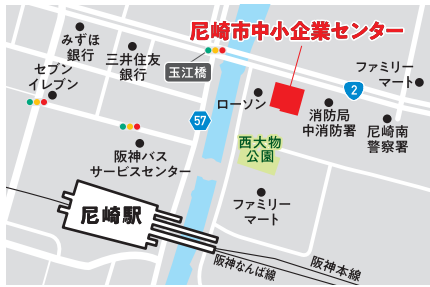 尼崎市中小企業センター
みずほ
銀行
三井住友
銀行
玉江橋
セブン
イレブン
ファミリー
マート
2
ローソン
消防局
中消防署
尼崎南
警察署
57
阪神バス
サービスセンター
西大物
公園
ファミリー
マート
尼崎駅
阪神なんば線
阪神本線